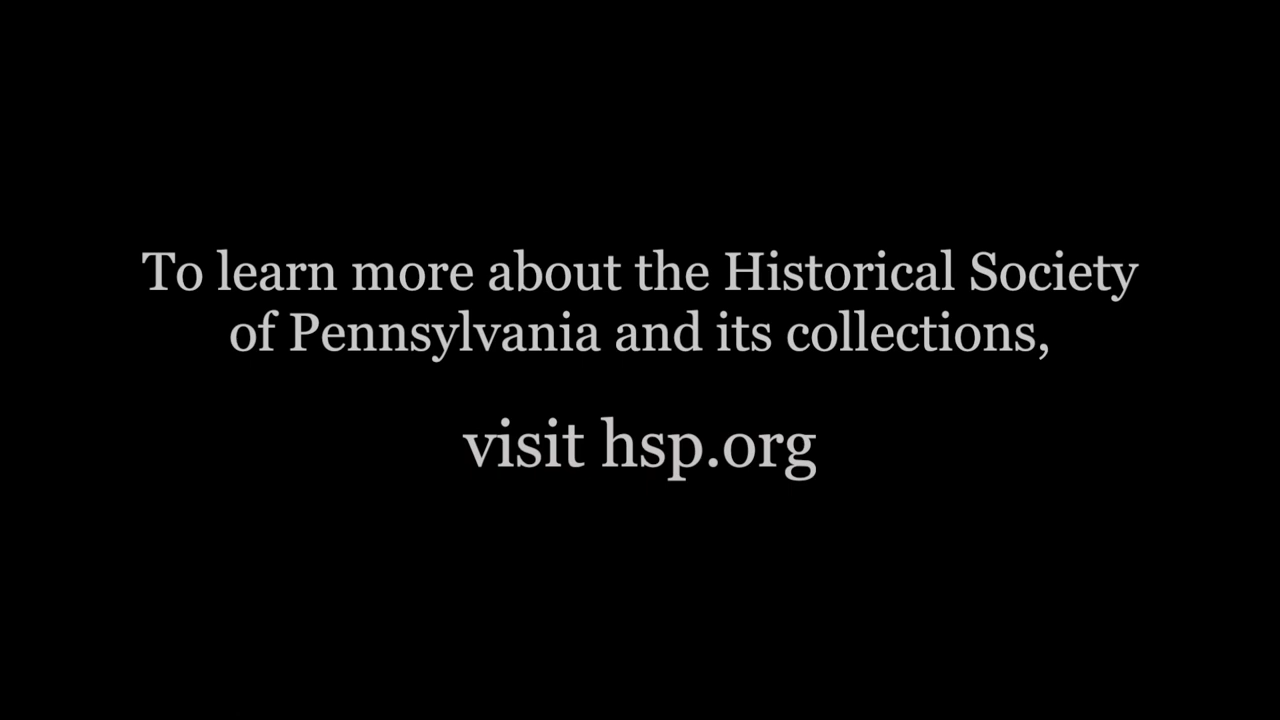 To learn more about the Historical Society
of Pennsylvania and its collections,
visit hsp.org